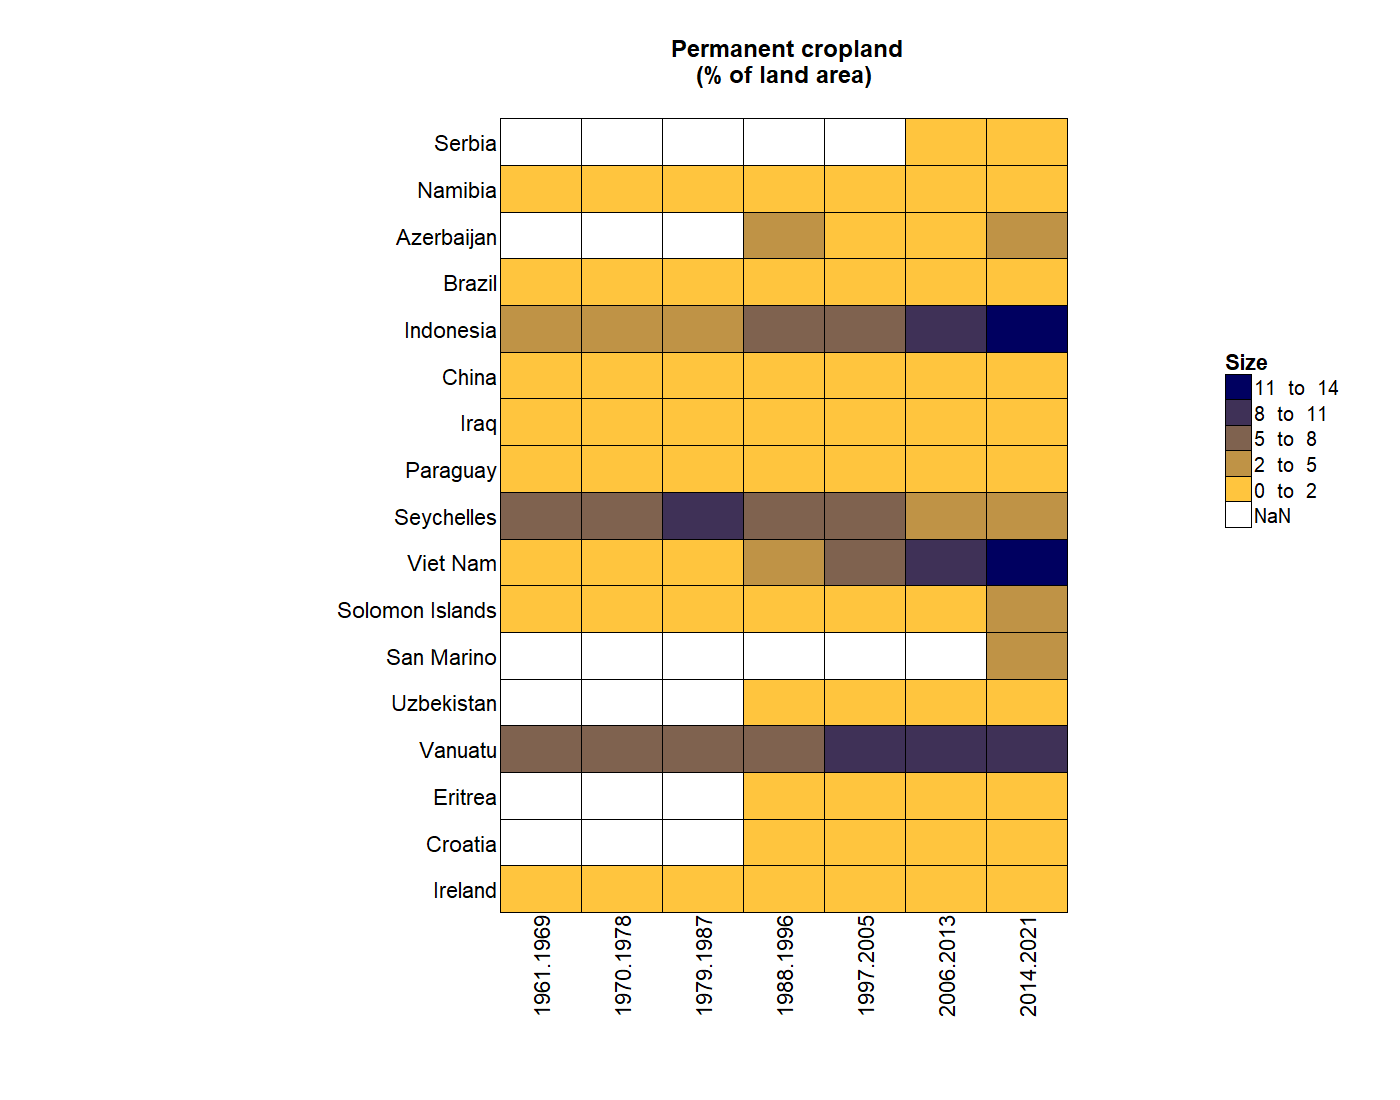 Permanent cropland
(% of land area)
Serbia
Namibia
Azerbaijan
Brazil
Indonesia
China
Iraq
Paraguay
Seychelles
Viet Nam
Solomon Islands
San Marino
Uzbekistan
Vanuatu
Eritrea
Croatia
Ireland
1961.1969
1970.1978
1979.1987
1988.1996
1997.2005
2006.2013
2014.2021
Size
11 to 14
8 to 11
5 to 8
2 to 5
0 to 2
NaN